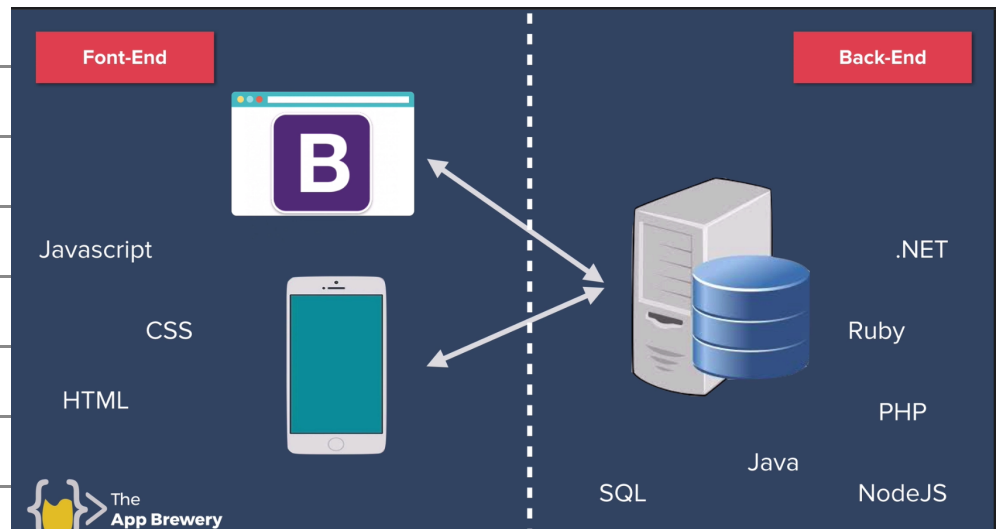 Font-End
Back-End
B
Javascript
.NET
CSS
Ruby
HTML
PHP
Java
SQL
NodeJS
The
App Brewery